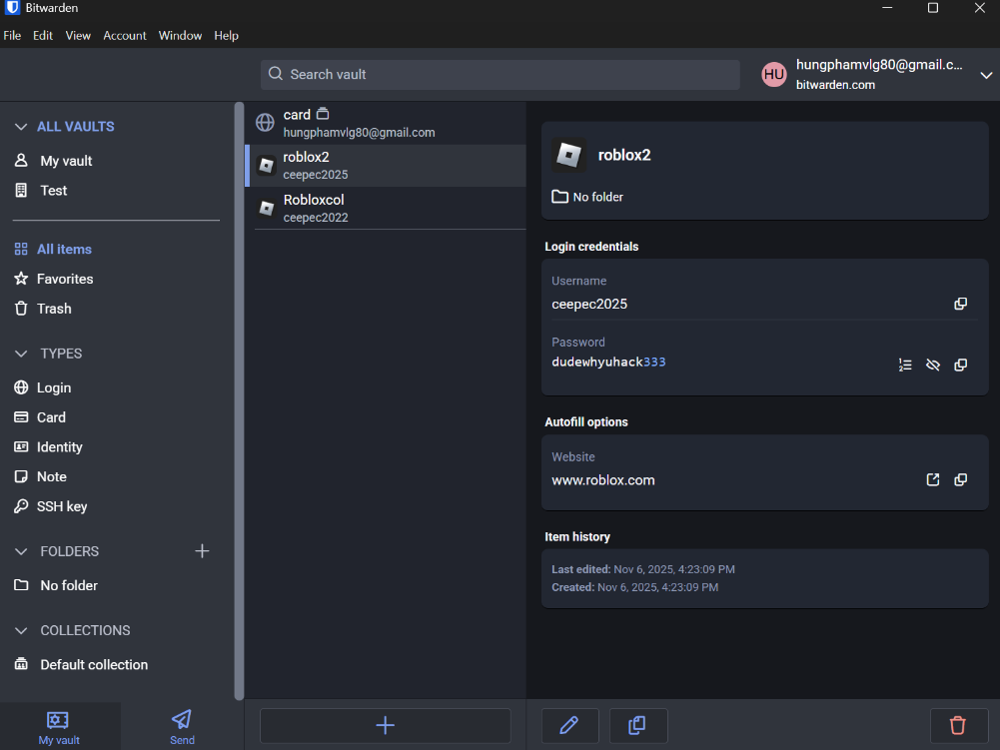 Bitwarden
File Edit View Account Window Help
Search vault
HU
hungphamvlg80@gmail.c...
bitwarden.com
ALL VAULTS
My vault
Test
All items
Favorites
Trash
TYPES
Login
Card
Identity
Note
SSH key
FOLDERS
No folder
COLLECTIONS
Default collection
My vault
Send
card
hungphamvlg80@gmail.com
roblox2
ceepec2025
Robloxcol
ceepec2022
roblox2
No folder
Login credentials
Username
ceepec2025
Password
dudewhyuhack333
Autofill options
Website
www.roblox.com
Item history
Last edited: Nov 6, 2025, 4:23:09 PM
Created: Nov 6, 2025, 4:23:09 PM